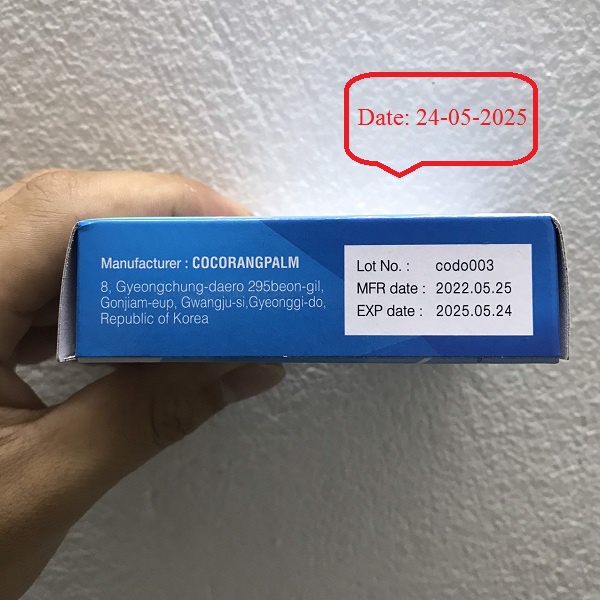 Date: 24-05-2025
Manufacturer : COCORANGPALM
8, Gyeongchung-daero 295beon-gil,
Gonjiam-eup, Gwangju-si,Gyeonggi-do,
Republic of Korea
Lot No. : codo003
MFR date : 2022.05.25
EXP date : 2025.05.24